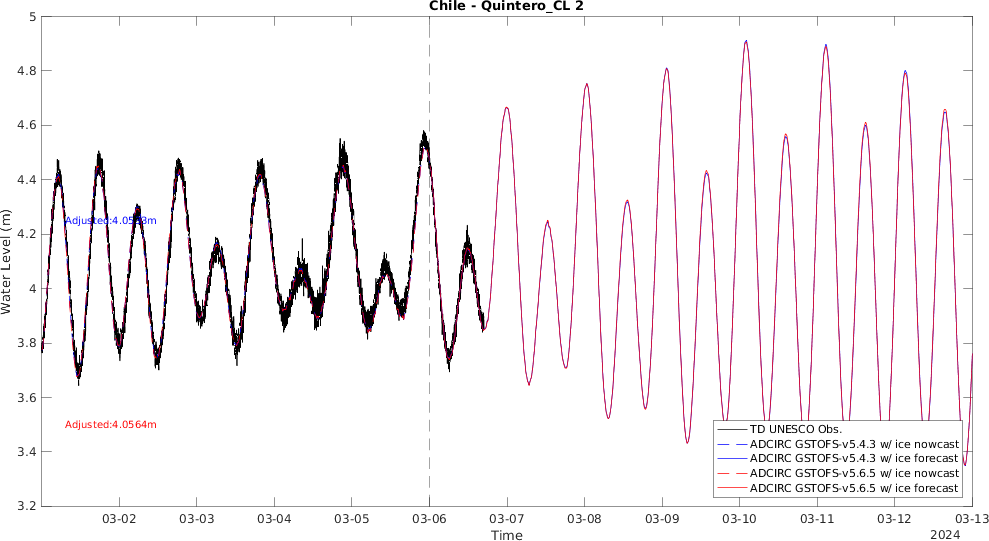 Chile - Quintero_CL 2
Water Level (m)
5
4.8
4.6
4.4
4.2
4
3.8
3.6
3.4
3.2
Adjusted:4.0564m
TD UNESCO Obs.
ADCIRC GSTOFS-v5.4.3 w/ ice nowcast
ADCIRC GSTOFS-v5.4.3 w/ ice forecast
ADCIRC GSTOFS-v5.6.5 w/ ice nowcast
ADCIRC GSTOFS-v5.6.5 w/ ice forecast
03-02 03-03 03-04 03-05 03-06 03-07 03-08 03-09 03-10 03-11 03-12 03-13
Time
2024